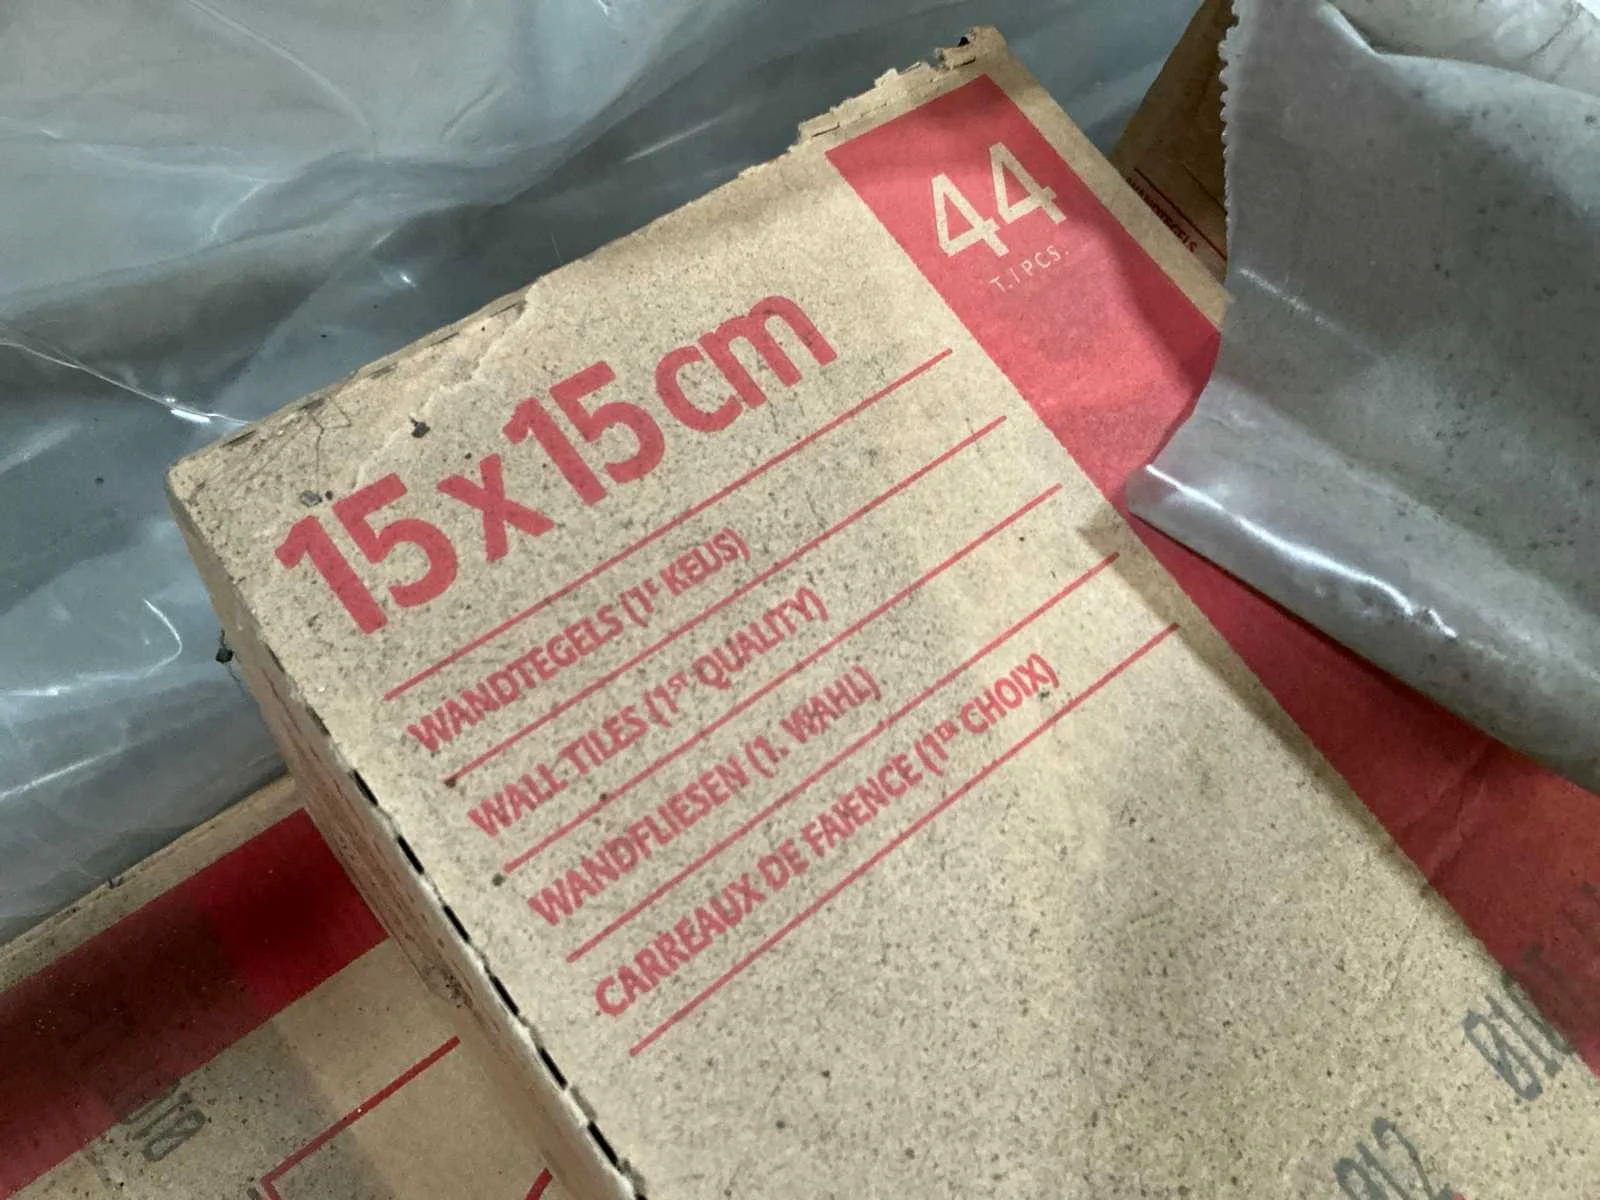 44
T.I PCS.
15 x 15 cm
WANDTEGELS (1ᵉ KEUS)
WALL TILES (1ˢᵗ QUALITY)
WANDFLIESEN (1. WAHL)
CARREAUX DE FAIENCE (1ᵉʳ CHOIX)
WANDTEGELS